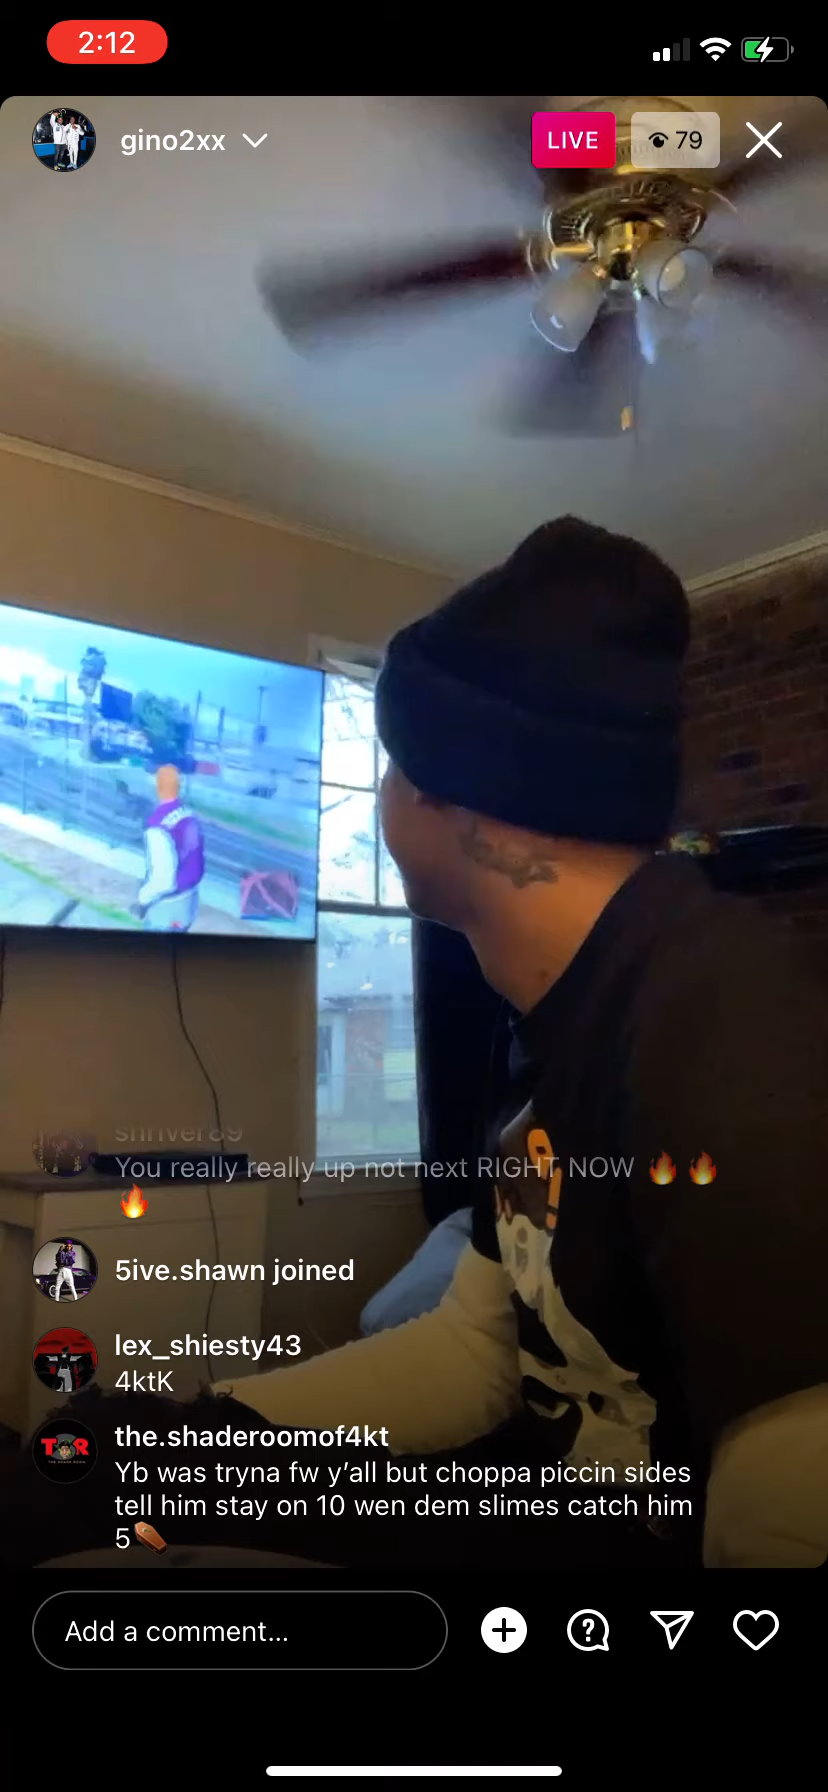 2:12
gino2xx
LIVE
79
shriver89
You really really up not next RIGHT NOW 🔥🔥
🔥
5ive.shawn joined
lex_shiesty43
4ktK
the.shaderoomof4kt
Yb was tryna fw y’all but choppa piccin sides
tell him stay on 10 wen dem slimes catch him
5⚰️
Add a comment...